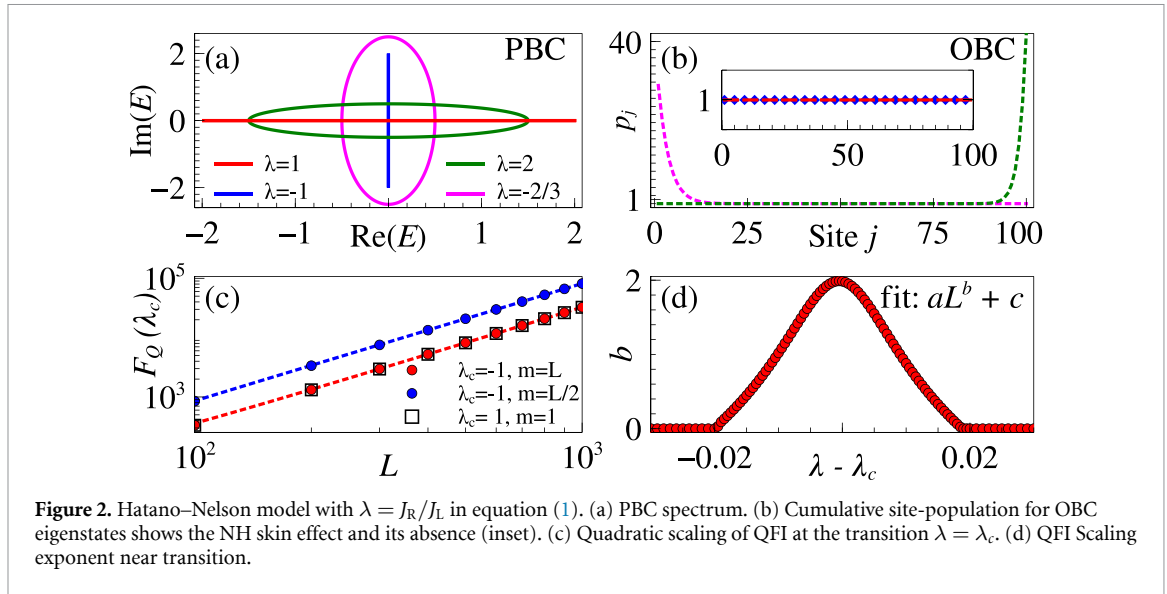 (a) PBC
Im(E)
2
0
−2
λ=1 λ=2
λ=-1 λ=-2/3
−2 −1 1 2
Re(E)
(b) OBC
40
p_j
1
1
0 50 100
0 25 75 100
Site j
(c)
F_Q (λ_c)
10^5
10^3
λ_c=-1, m=L
λ_c=-1, m=L/2
λ_c= 1, m=1
10^2 L 10^3
(d) fit: aL^b + c
b
2
0
−0.02 λ - λ_c 0.02
Figure 2. Hatano–Nelson model with λ = J_R/J_L in equation (1). (a) PBC spectrum. (b) Cumulative site-population for OBC
eigenstates shows the NH skin effect and its absence (inset). (c) Quadratic scaling of QFI at the transition λ = λ_c. (d) QFI Scaling
exponent near transition.